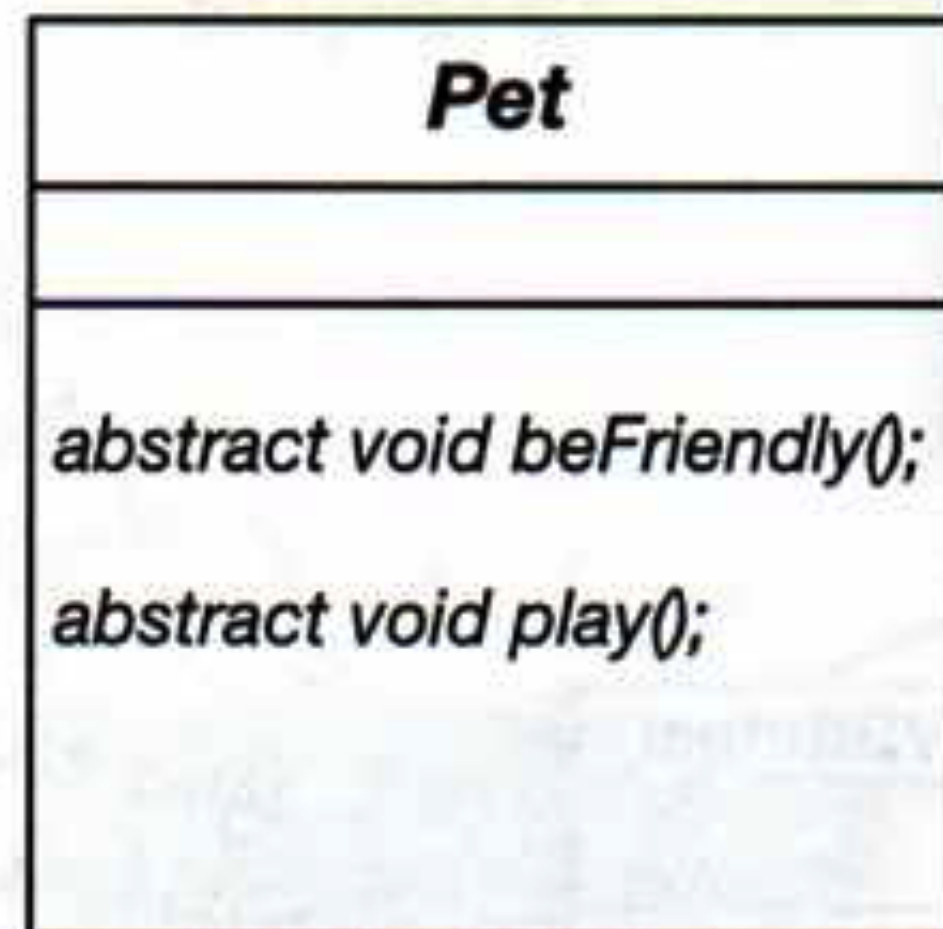 Pet
abstract void beFriendly();
abstract void play();